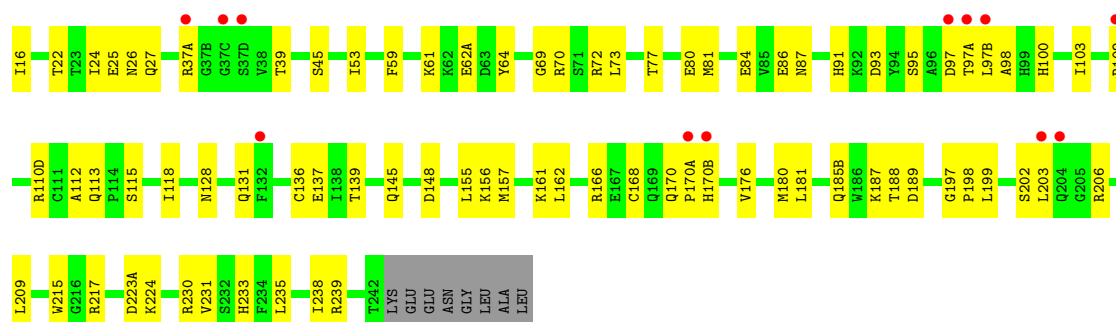 I16 T22 T23 I24 E25 N26 Q27 R37A G37B G37C S37D V38 T39 S45 I53 F59 K61 K62 E62A D63 Y64 G69 R70 S71 R72 L73 T77 E80 M81 E84 V85 E86 N87 H91 K92 D93 Y94 S95 A96 D97 T97A L97B A98 H99 H100 I103
R110D C111 A112 Q113 P114 S115 I118 N128 Q131 F132 C136 E137 I138 T139 Q145 D148 L155 K156 M157 K161 L162 R166 E167 C168 Q169 Q170 P170A H170B V176 M180 L181 Q185B W186 K187 T188 D189 G197 P198 L199 S202 L203 Q204 G205 R206
L209 W215 G216 R217 D223A K224 R230 V231 S232 H233 F234 L235 I238 R239 T242 LYS GLU GLU ASN GLY LEU ALA LEU